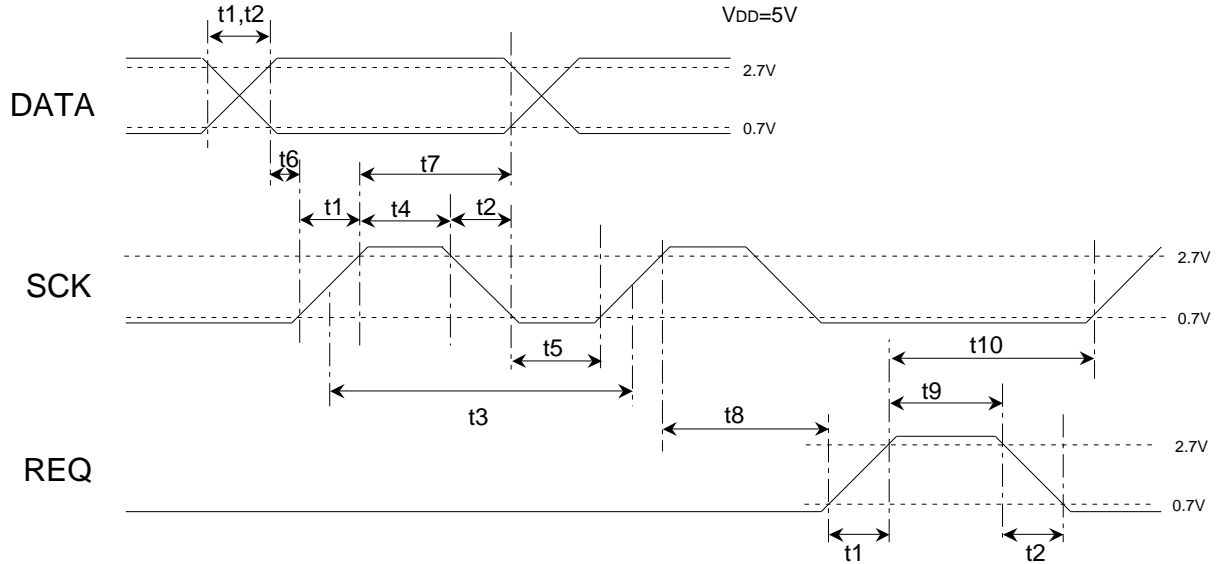 t1,t2
VDD=5V
2.7V
DATA
0.7V
t6
t7
t1
t4
t2
2.7V
SCK
0.7V
t5
t10
t3
t9
t8
2.7V
REQ
0.7V
t1
t2